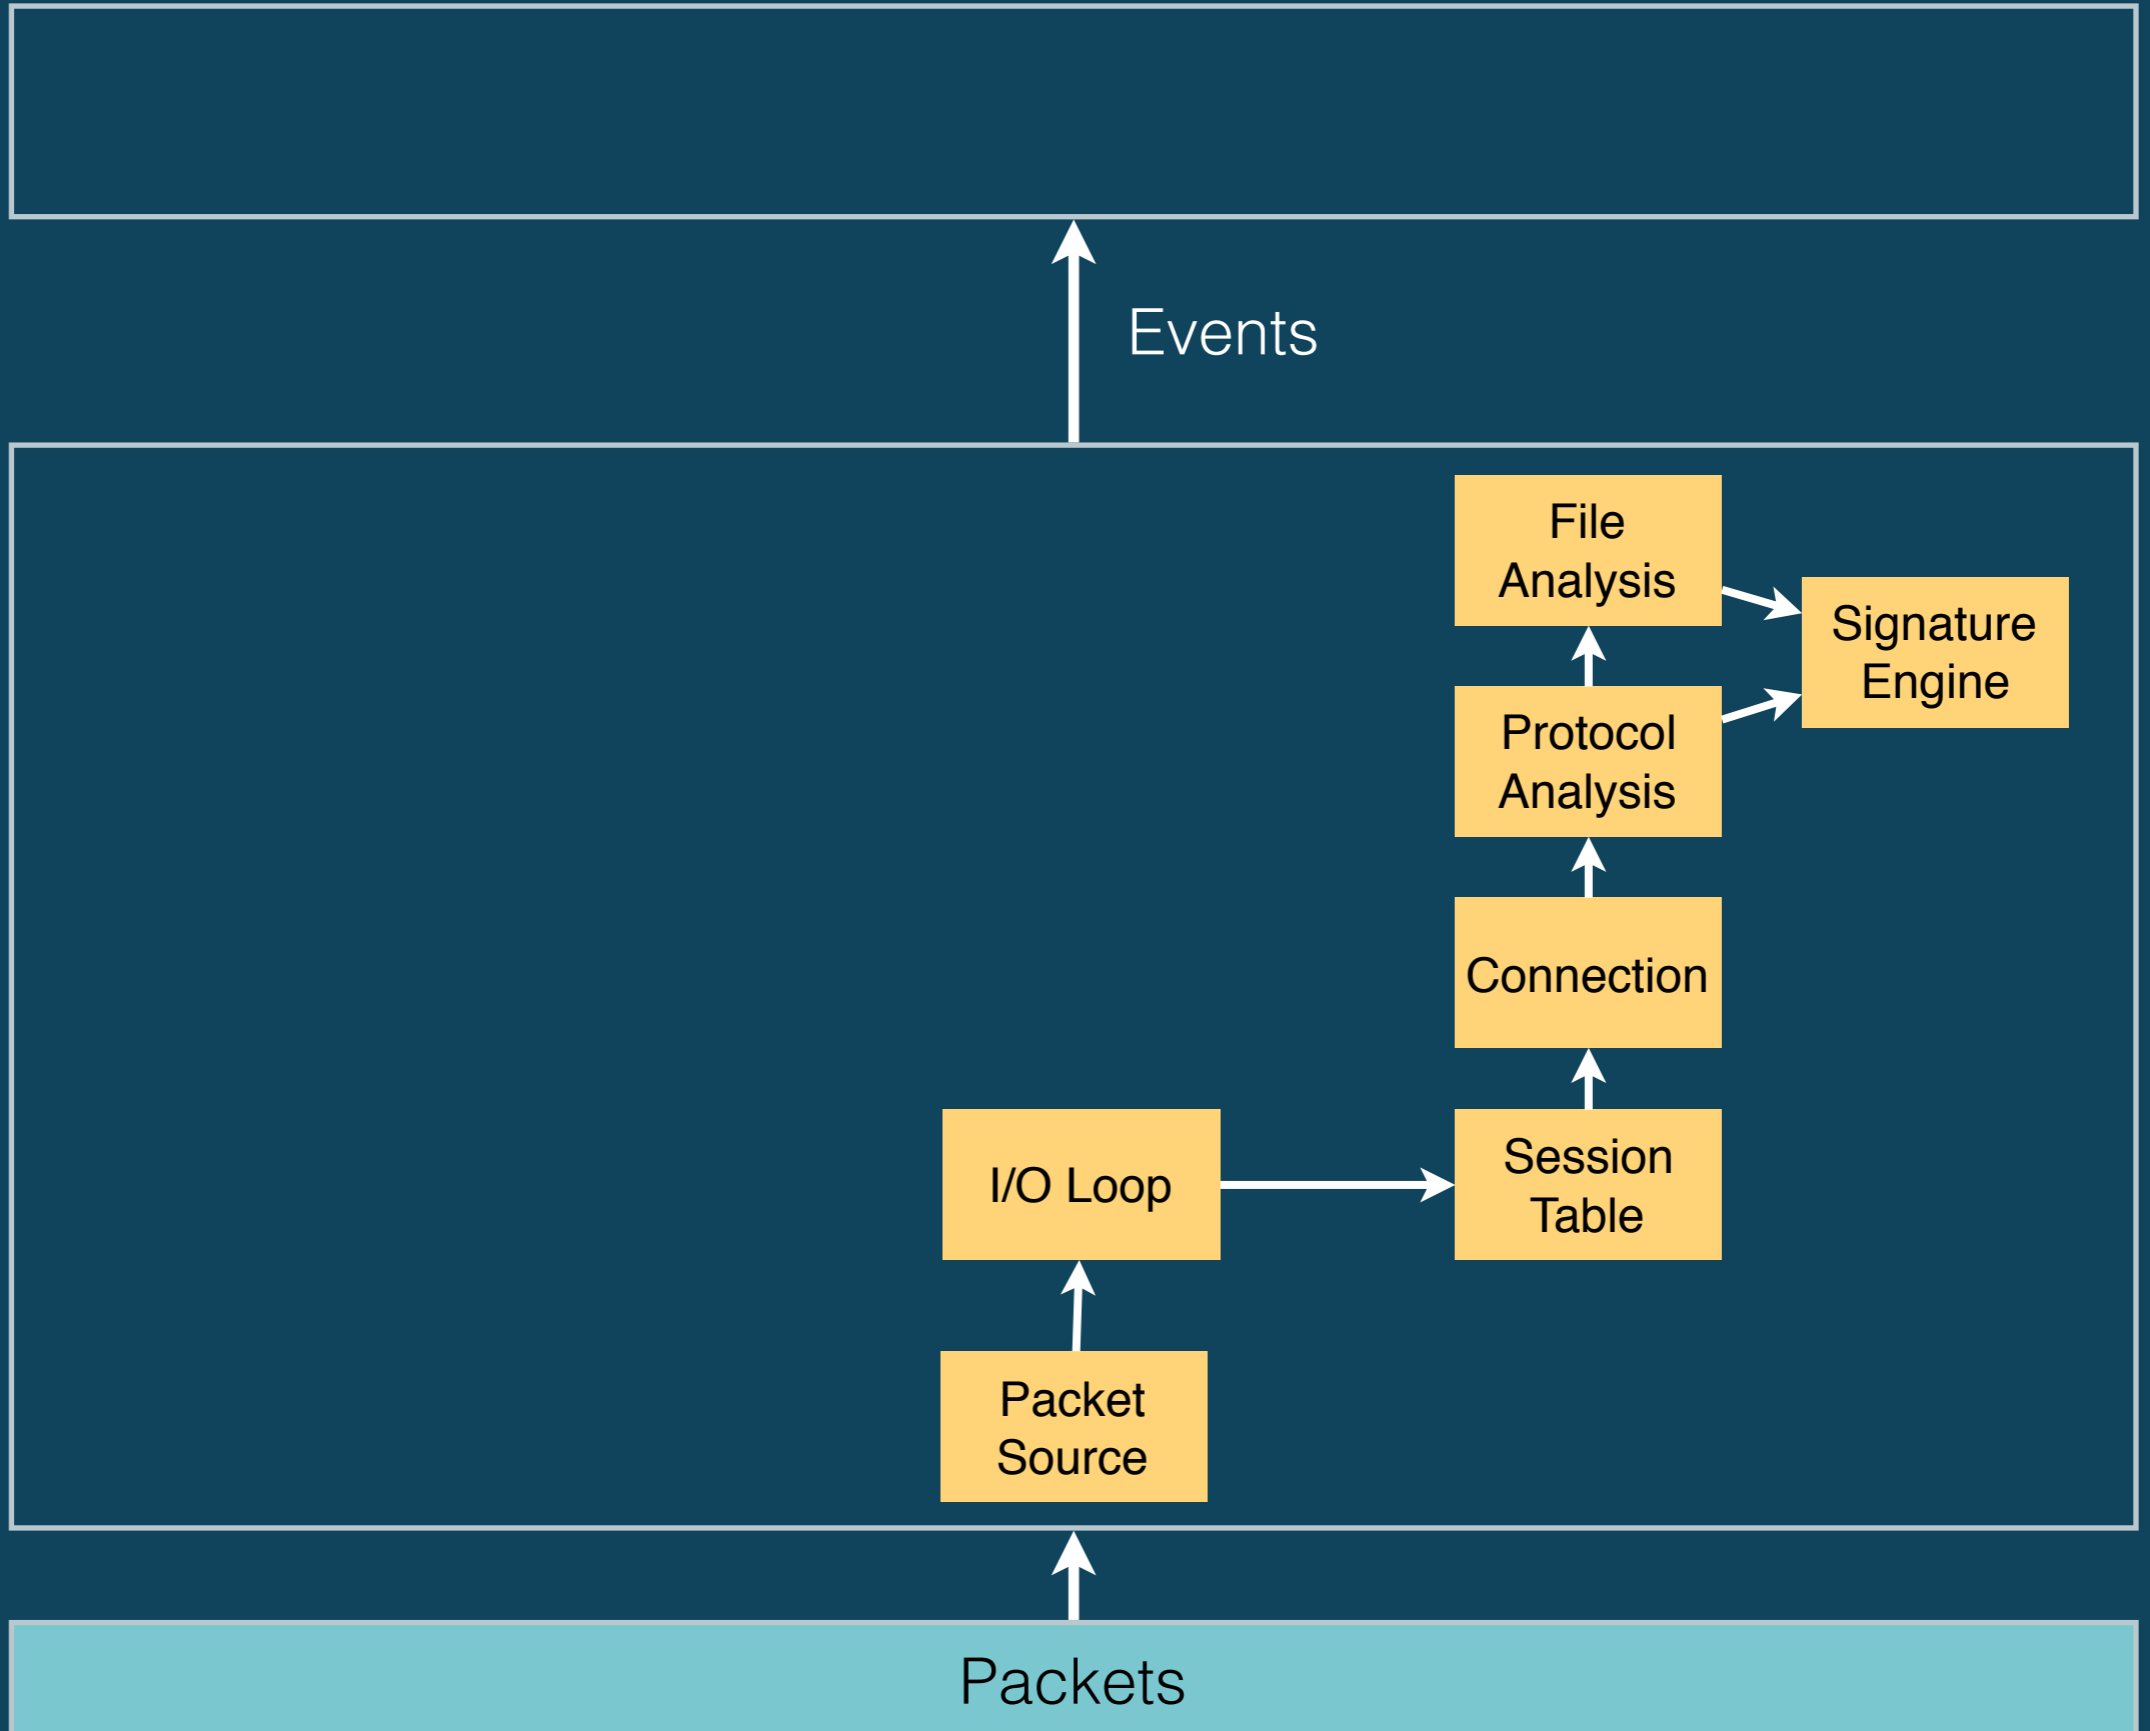 Events
File
Analysis
Signature
Engine
Protocol
Analysis
Connection
I/O Loop
Session
Table
Packet
Source
Packets